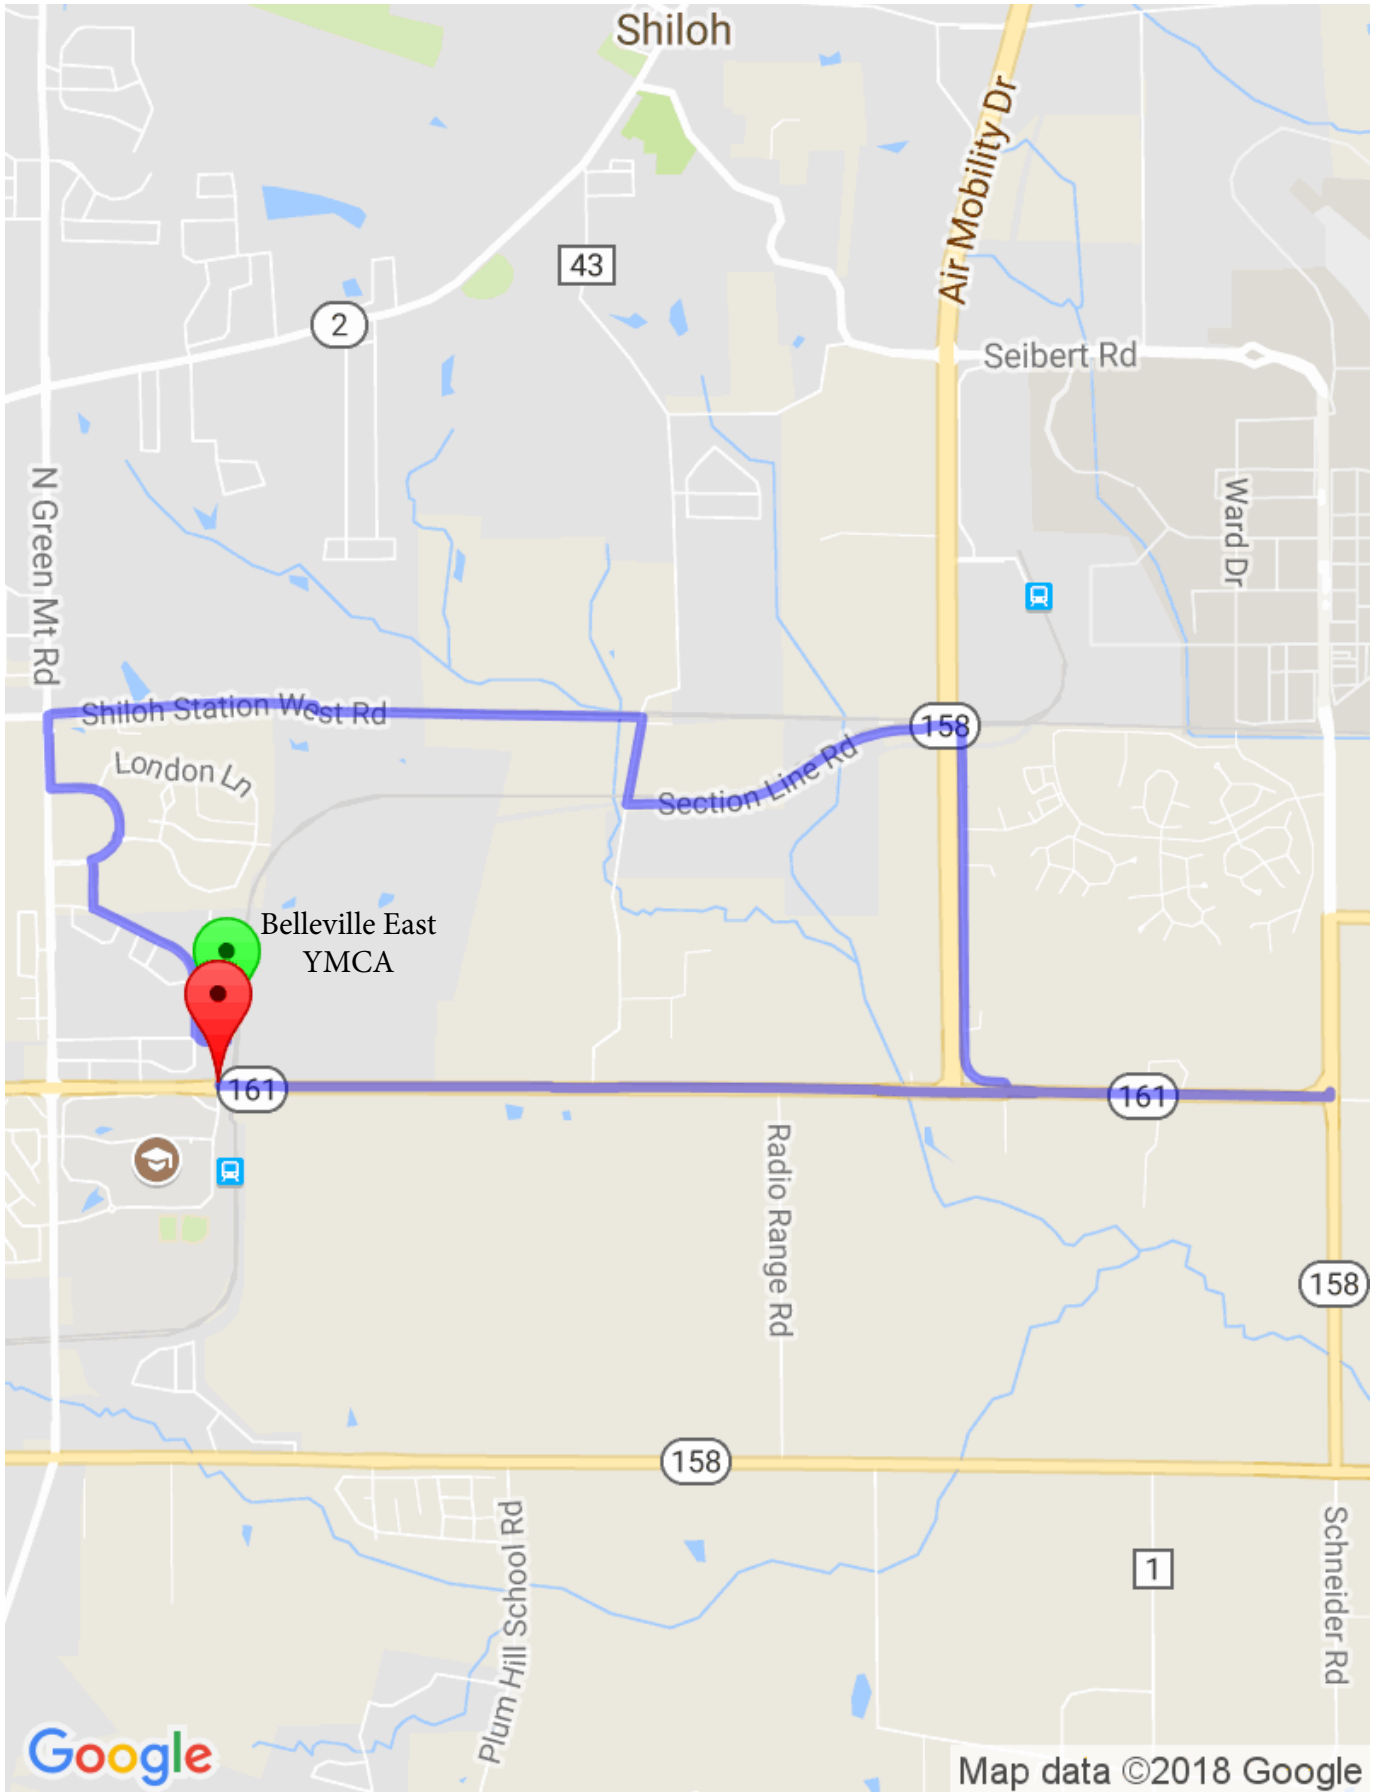 Shiloh
Air Mobility Dr
43
2
Seibert Rd
N Green Mt Rd
Ward Dr
Shiloh Station West Rd
158
London Ln
Section Line Rd
Belleville East
YMCA
161
161
Radio Range Rd
158
158
Plum Hill School Rd
1
Schneider Rd
Google
Map data ©2018 Google